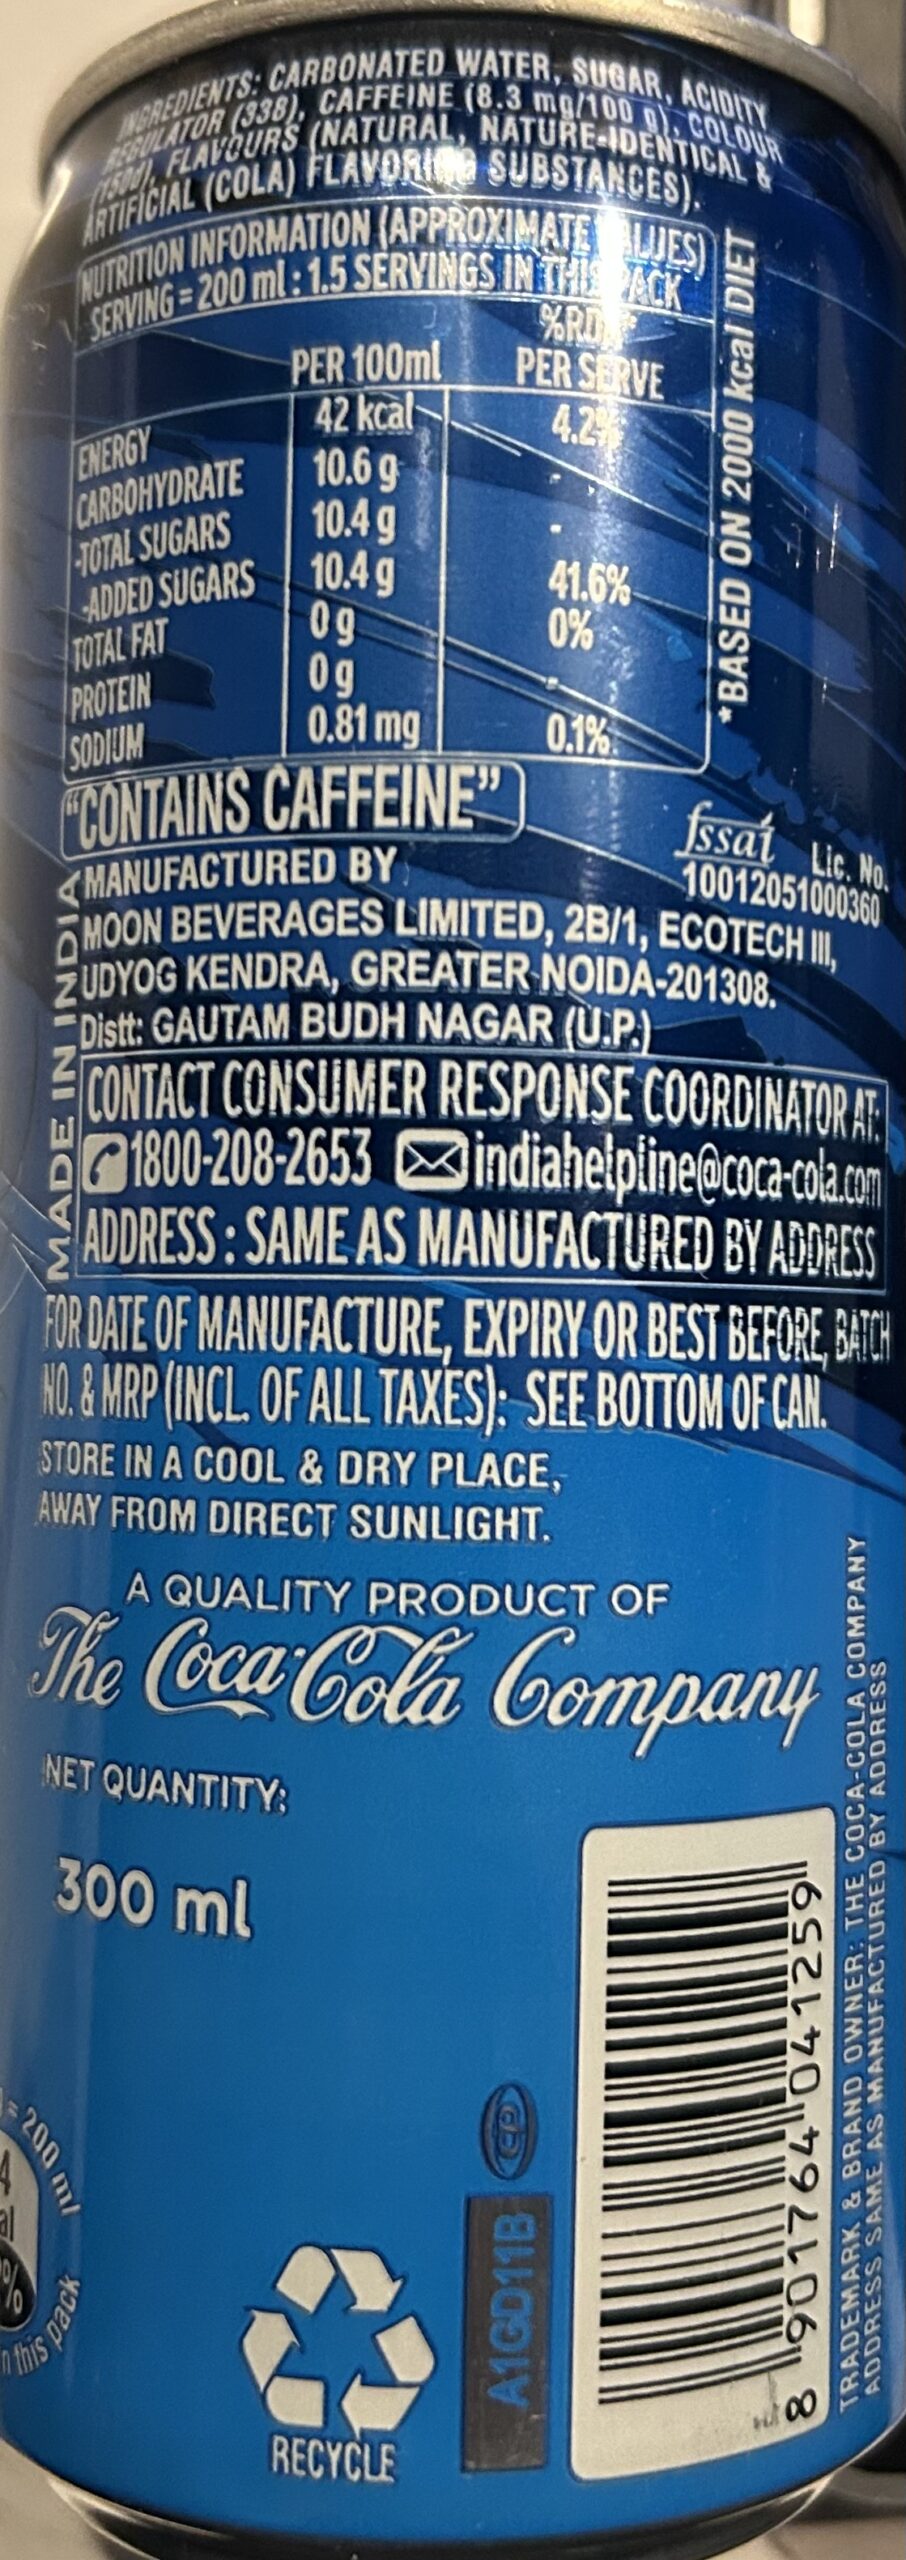 INGREDIENTS: CARBONATED WATER, SUGAR, ACIDITY
REGULATOR (338), CAFFEINE (8.3 mg/100 g), COLOUR
(150d), FLAVOURS (NATURAL, NATURE-IDENTICAL &
ARTIFICIAL (COLA) FLAVORING SUBSTANCES).
NUTRITION INFORMATION (APPROXIMATE VALUES)
SERVING = 200 ml : 1.5 SERVINGS IN THIS PACK
PER 100ml %RDA* PER SERVE
ENERGY 42 kcal 4.2%
CARBOHYDRATE 10.6 g -
-TOTAL SUGARS 10.4 g -
-ADDED SUGARS 10.4 g 41.6%
TOTAL FAT 0 g 0%
PROTEIN 0 g -
SODIUM 0.81 mg 0.1%
*BASED ON 2000 kcal DIET
"CONTAINS CAFFEINE"
fssai
Lic. No.
10012051000360
MADE IN INDIA
MANUFACTURED BY
MOON BEVERAGES LIMITED, 2B/1, ECOTECH III,
UDYOG KENDRA, GREATER NOIDA-201308.
Distt: GAUTAM BUDH NAGAR (U.P.)
CONTACT CONSUMER RESPONSE COORDINATOR AT:
1800-208-2653 indiahelpline@coca-cola.com
ADDRESS : SAME AS MANUFACTURED BY ADDRESS
FOR DATE OF MANUFACTURE, EXPIRY OR BEST BEFORE, BATCH
NO. & MRP (INCL. OF ALL TAXES): SEE BOTTOM OF CAN.
STORE IN A COOL & DRY PLACE,
AWAY FROM DIRECT SUNLIGHT.
A QUALITY PRODUCT OF
The Coca-Cola Company
NET QUANTITY:
300 ml
= 200 ml
this pack
RECYCLE
A1GD11B
8 901764 041259
TRADEMARK & BRAND OWNER: THE COCA-COLA COMPANY
ADDRESS SAME AS MANUFACTURED BY ADDRESS